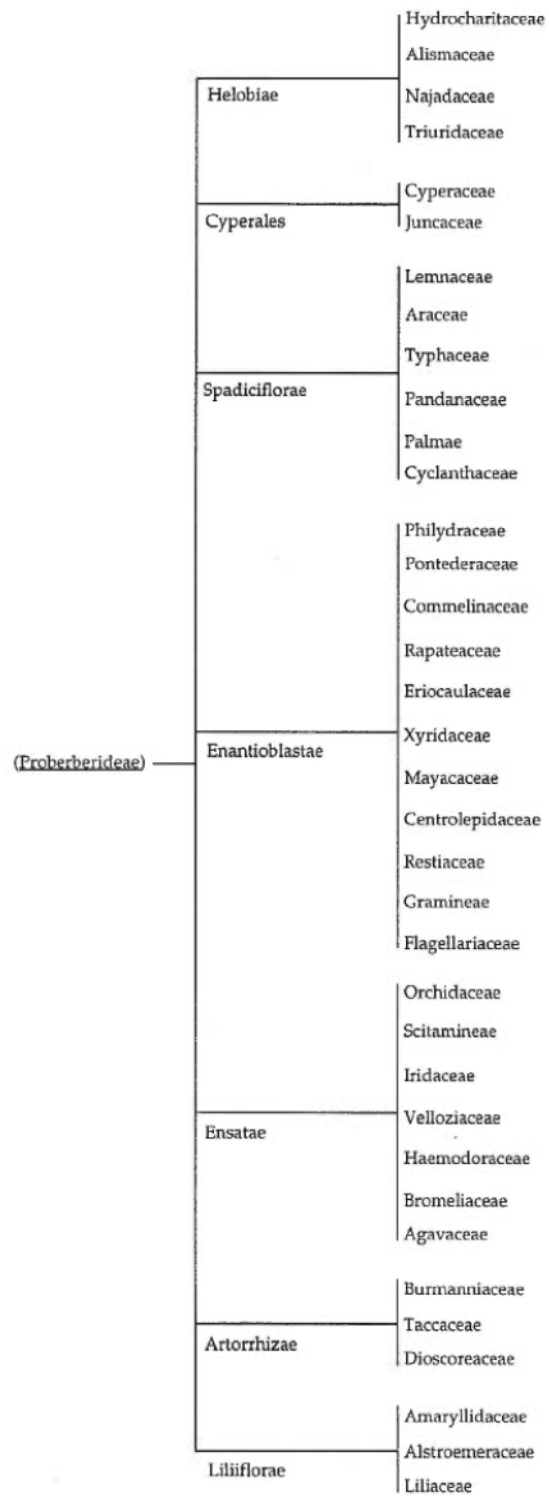 Hydrocharitaceae
Alismaceae
Helobiae
Najadaceae
Triuridaceae
Cyperaceae
Cyperales
Juncaceae
Lemnaceae
Araceae
Typhaceae
Spadiciflorae
Pandanaceae
Palmae
Cyclanthaceae
Philydraceae
Pontederaceae
Commelinaceae
Rapateaceae
Eriocaulaceae
Xyridaceae
Enantioblastae
(Proberberideae)
Mayacaceae
Centrolepidaceae
Restiaceae
Gramineae
Flagellariaceae
Orchidaceae
Scitamineae
Iridaceae
Velloziaceae
Ensatae
Haemodoraceae
Bromeliaceae
Agavaceae
Burmanniaceae
Taccaceae
Artorrhizae
Dioscoreaceae
Amaryllidaceae
Alstroemeraceae
Liliiflorae
Liliaceae